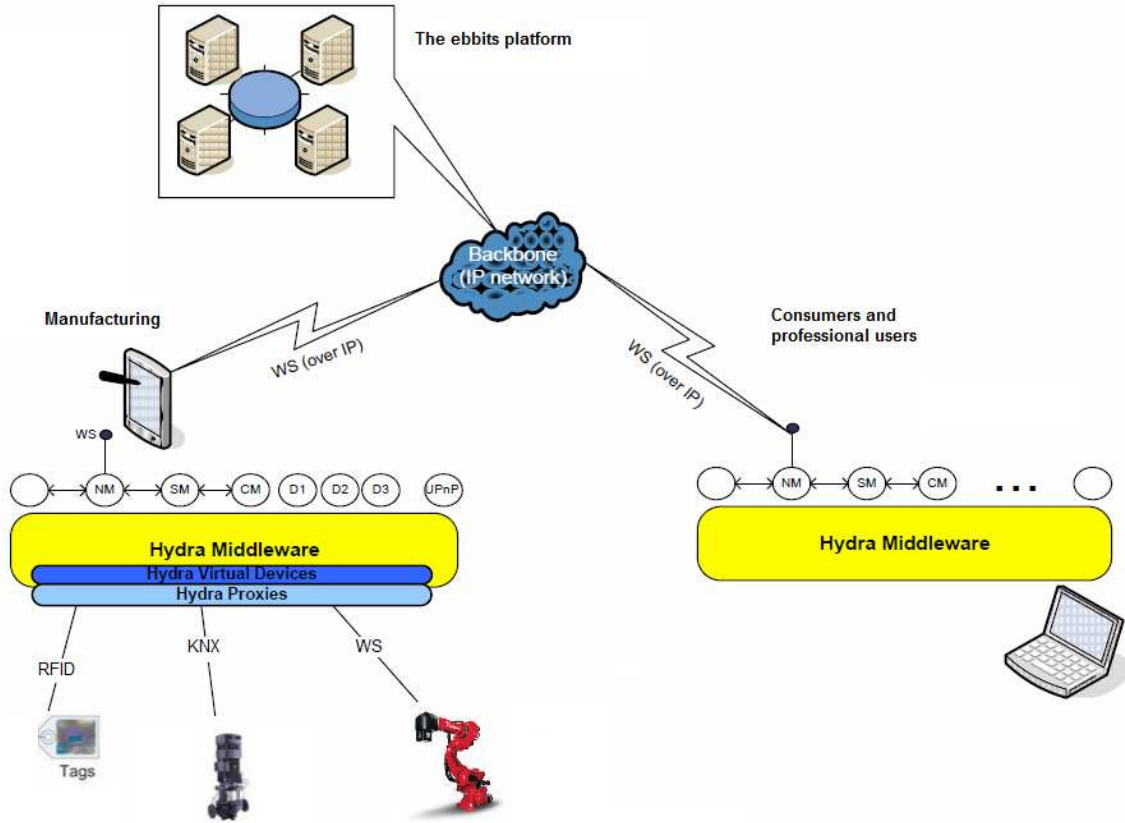 The ebbits platform
Backbone
(IP network)
Manufacturing
Consumers and
professional users
WS (over IP)
WS (over IP)
WS
NM
SM
CM
D1
D2
D3
UPnP
NM
SM
CM
...
Hydra Middleware
Hydra Virtual Devices
Hydra Proxies
Hydra Middleware
RFID
KNX
WS
Tags